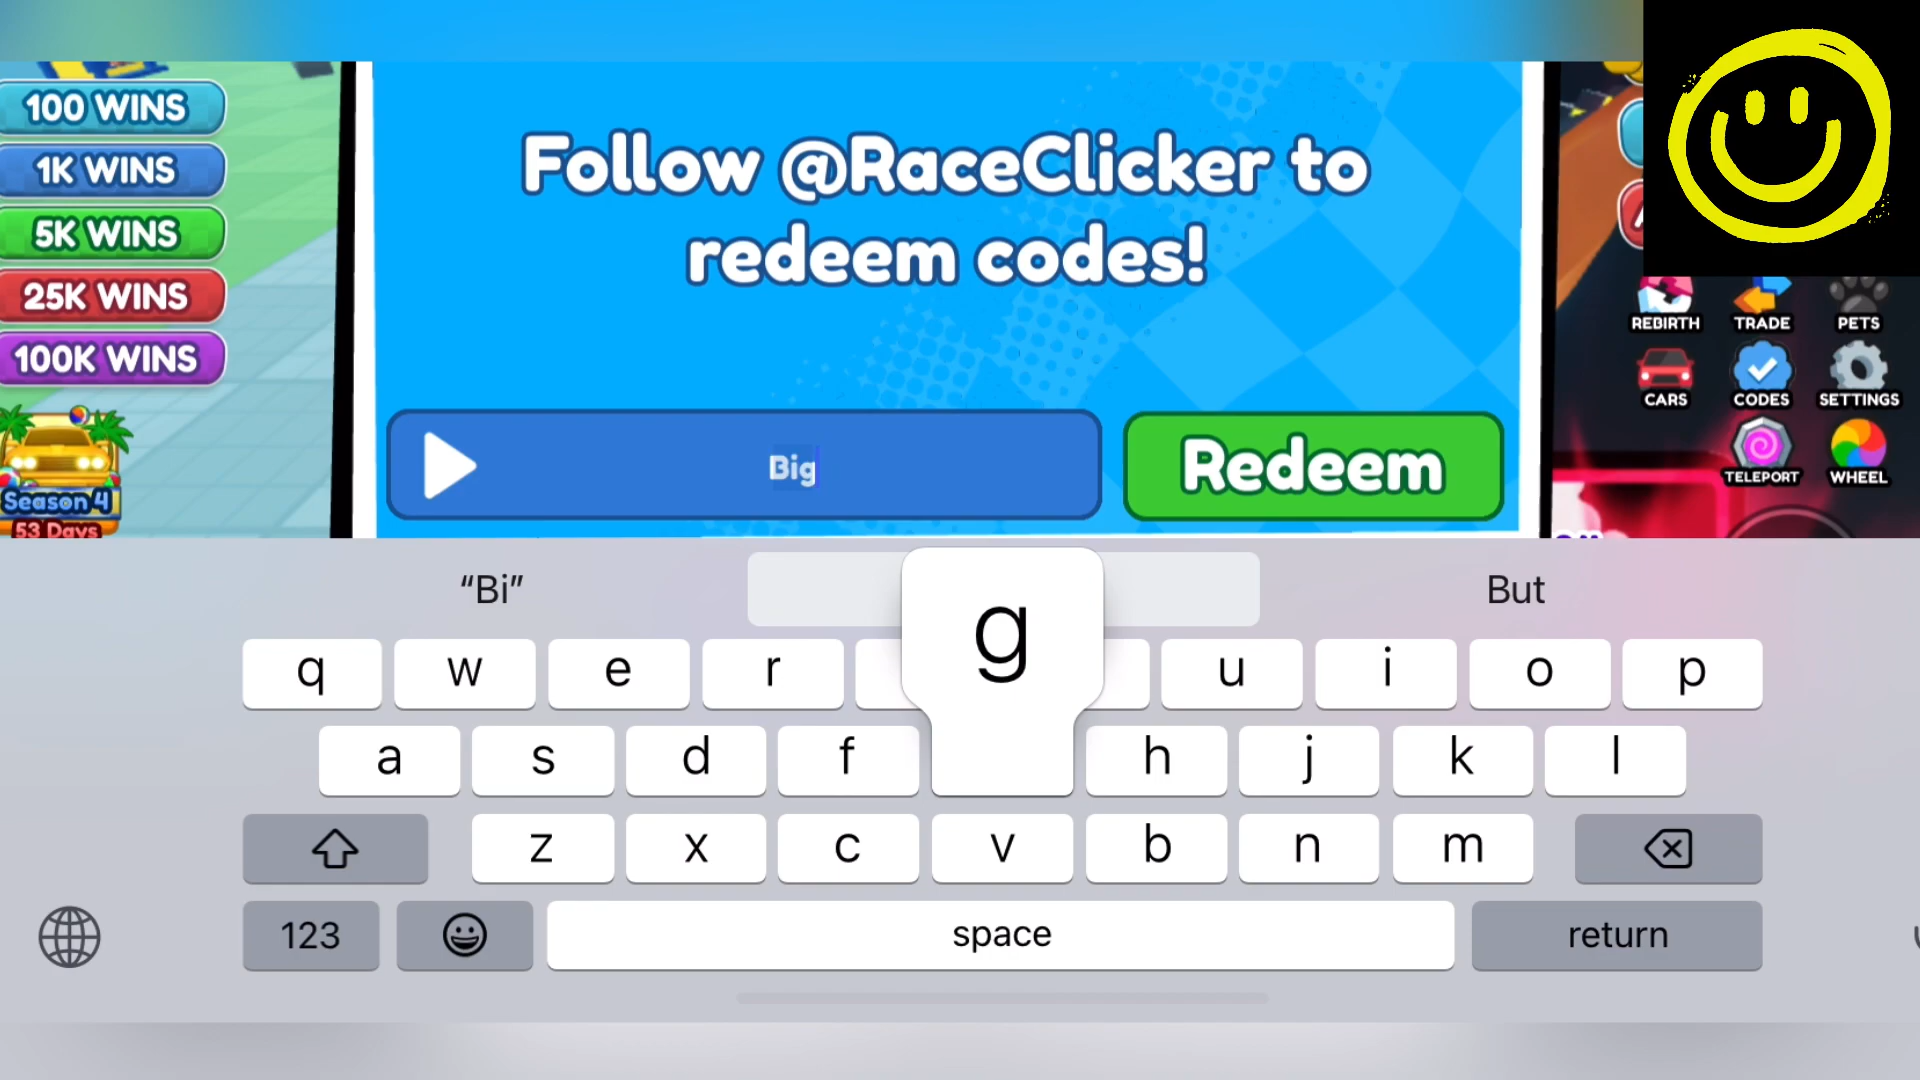 100 WINS
1K WINS
5K WINS
25K WINS
100K WINS
Season 4
53 Days
Follow @RaceClicker to
redeem codes!
Big
Redeem
REBIRTH TRADE PETS
CARS CODES SETTINGS
TELEPORT WHEEL
“Bi” But
g
q w e r u i o p
a s d f h j k l
z x c v b n m
123 space return